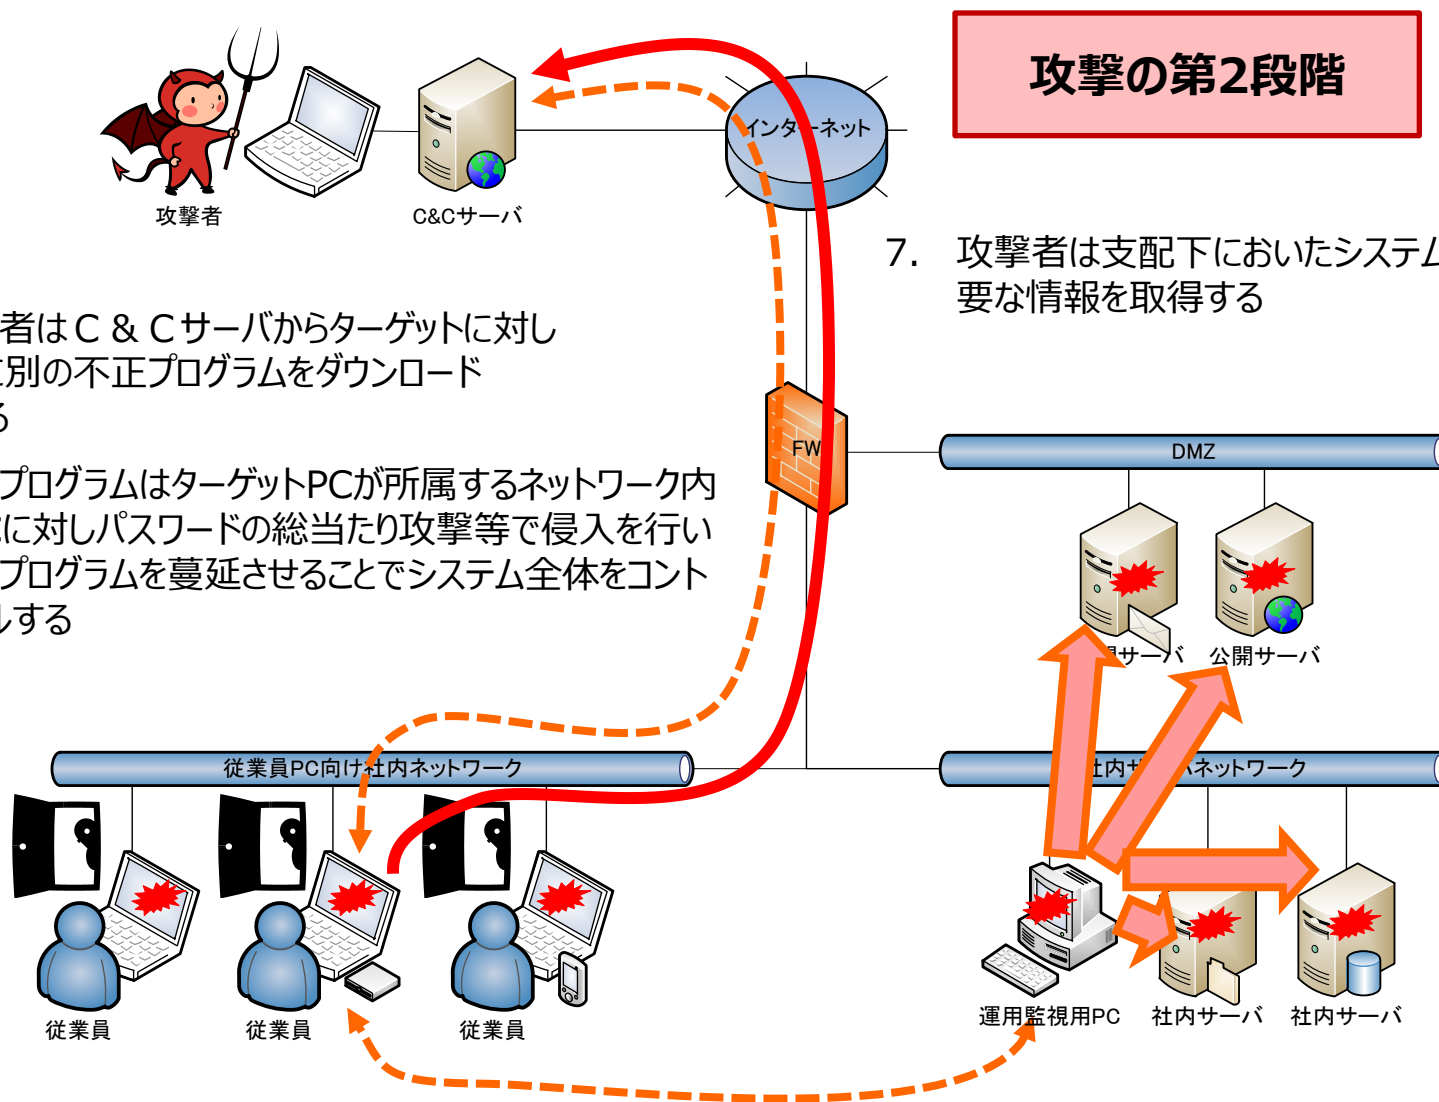 攻撃の第2段階
インターネット
攻撃者
C&Cサーバ
7. 攻撃者は支配下においたシステム
要な情報を取得する
者はC&Cサーバからターゲットに対し
別の不正プログラムをダウンロード
る
プログラムはターゲットPCが所属するネットワーク内
に対しパスワードの総当たり攻撃等で侵入を行い
プログラムを蔓延させることでシステム全体をコント
ルする
FW
DMZ
開サーバ
公開サーバ
従業員PC向け社内ネットワーク
社内サーバネットワーク
従業員
従業員
従業員
運用監視用PC
社内サーバ
社内サーバ